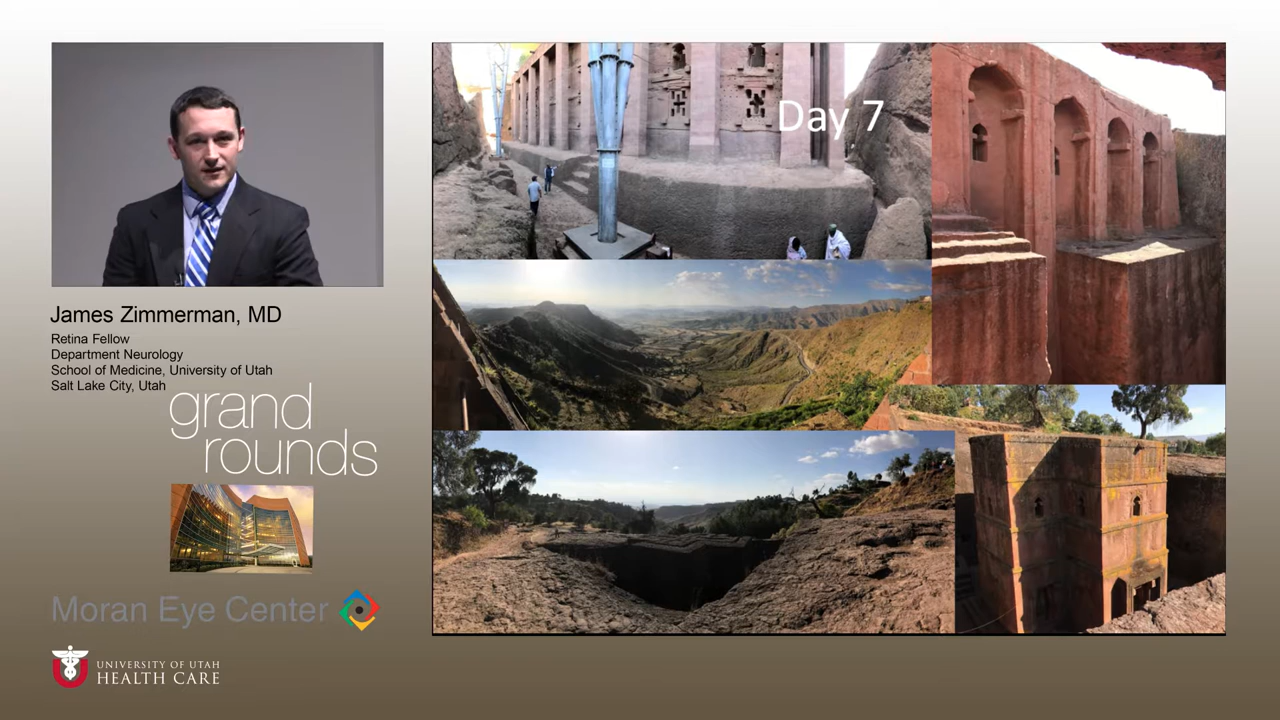 Day 7
James Zimmerman, MD
Retina Fellow
Department Neurology
School of Medicine, University of Utah
Salt Lake City, Utah
grand
rounds
Moran Eye Center
UNIVERSITY OF UTAH
HEALTH CARE